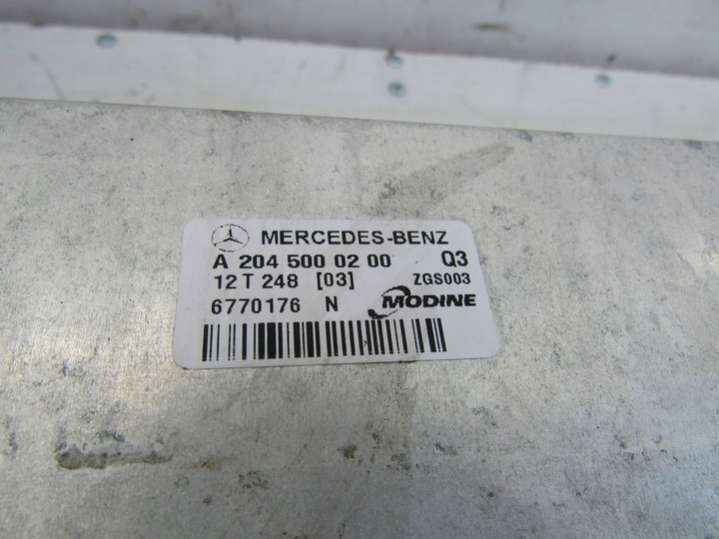 MERCEDES-BENZ
A 204 500 02 00 Q3
12 T 248 [03] ZGS003
6770176 N MODINE